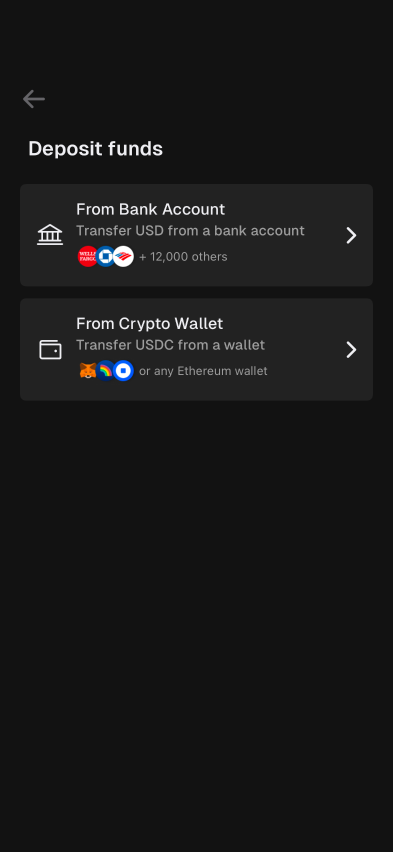 Deposit funds
From Bank Account
Transfer USD from a bank account
WELLS
FARGO
+ 12,000 others
From Crypto Wallet
Transfer USDC from a wallet
or any Ethereum wallet